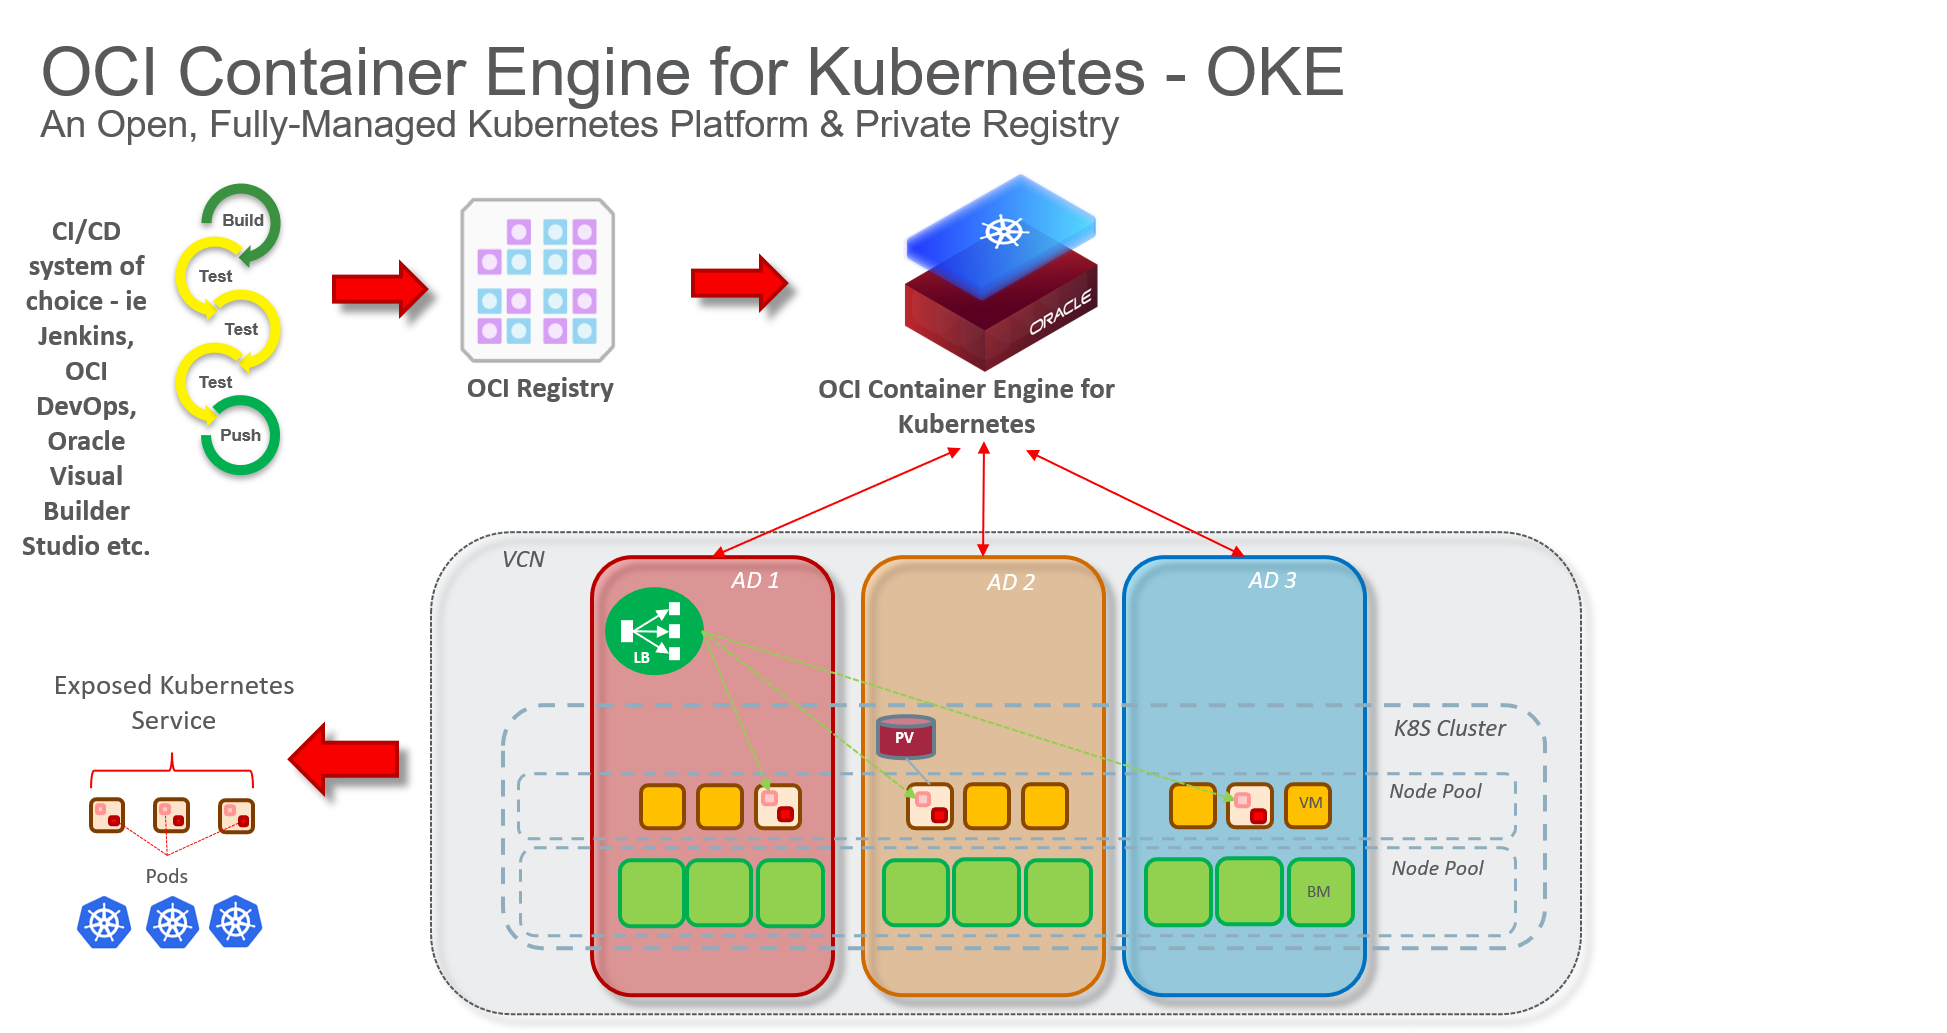 OCI Container Engine for Kubernetes - OKE
An Open, Fully-Managed Kubernetes Platform & Private Registry
CI/CD
system of
choice - ie
Jenkins,
OCI
DevOps,
Oracle
Visual
Builder
Studio etc.
Build
Test
Test
Test
Push
OCI Registry
ORACLE
OCI Container Engine for
Kubernetes
VCN
AD 1
AD 2
AD 3
LB
K8S Cluster
PV
Node Pool
VM
Node Pool
BM
Exposed Kubernetes
Service
Pods